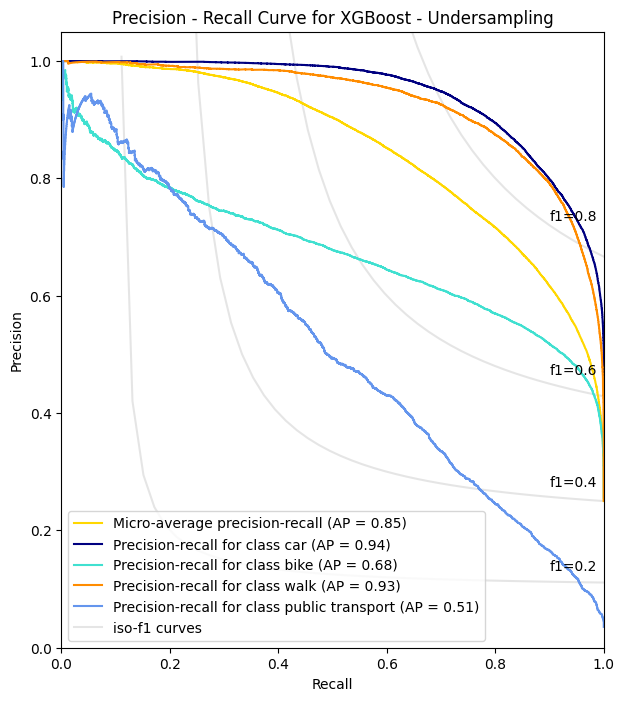 Precision - Recall Curve for XGBoost - Undersampling
Precision
1.0
0.8
0.6
0.4
0.2
0.0
f1=0.8
f1=0.6
f1=0.4
f1=0.2
Micro-average precision-recall (AP = 0.85)
Precision-recall for class car (AP = 0.94)
Precision-recall for class bike (AP = 0.68)
Precision-recall for class walk (AP = 0.93)
Precision-recall for class public transport (AP = 0.51)
iso-f1 curves
0.0 0.2 0.4 0.6 0.8 1.0
Recall